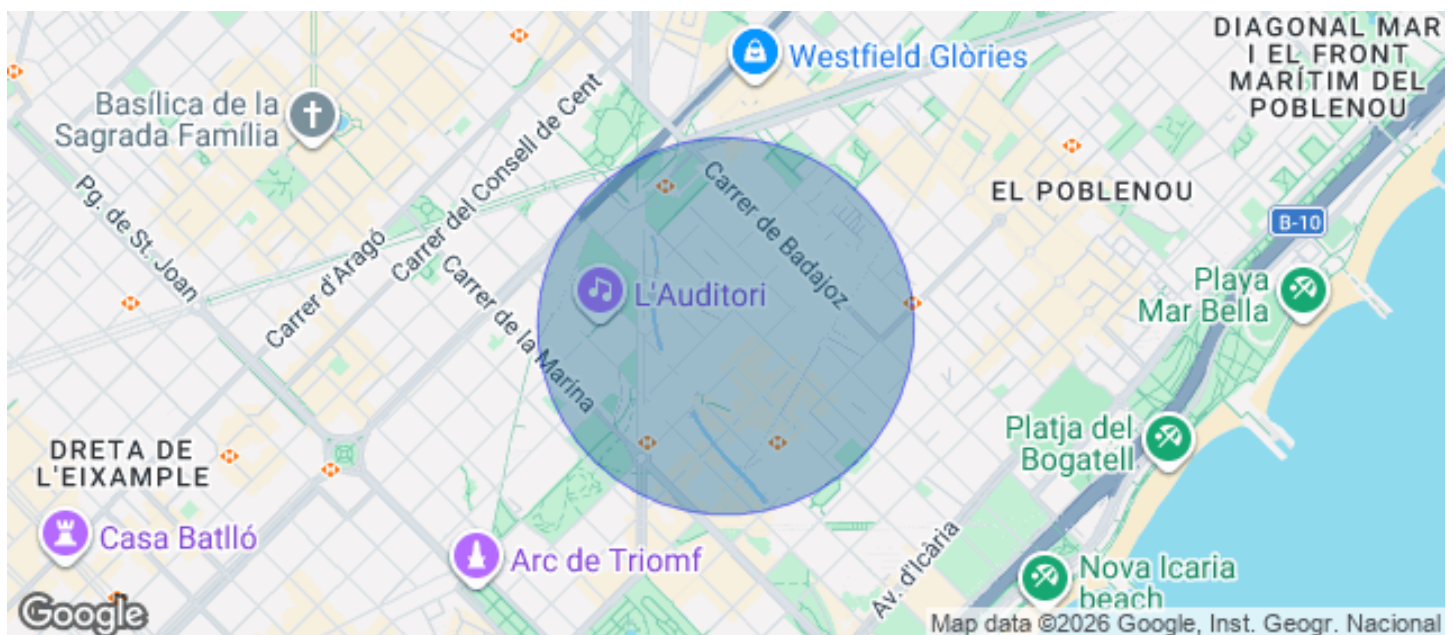 DIAGONAL MAR
I EL FRONT
MARÍTIM DEL
POBLENOU
Westfield Glòries
Basílica de la
Sagrada Família
Carrer del Consell de Cent
Carrer de Badajoz
EL POBLENOU
Pg. de St. Joan
B-10
Carrer d'Aragó
Carrer de la Marina
L'Auditori
Playa
Mar Bella
DRETA DE
L'EIXAMPLE
Platja del
Bogatell
Casa Batlló
Arc de Triomf
Av. d'Icària
Nova Icaria
beach
Google
Map data ©2026 Google, Inst. Geogr. Nacional